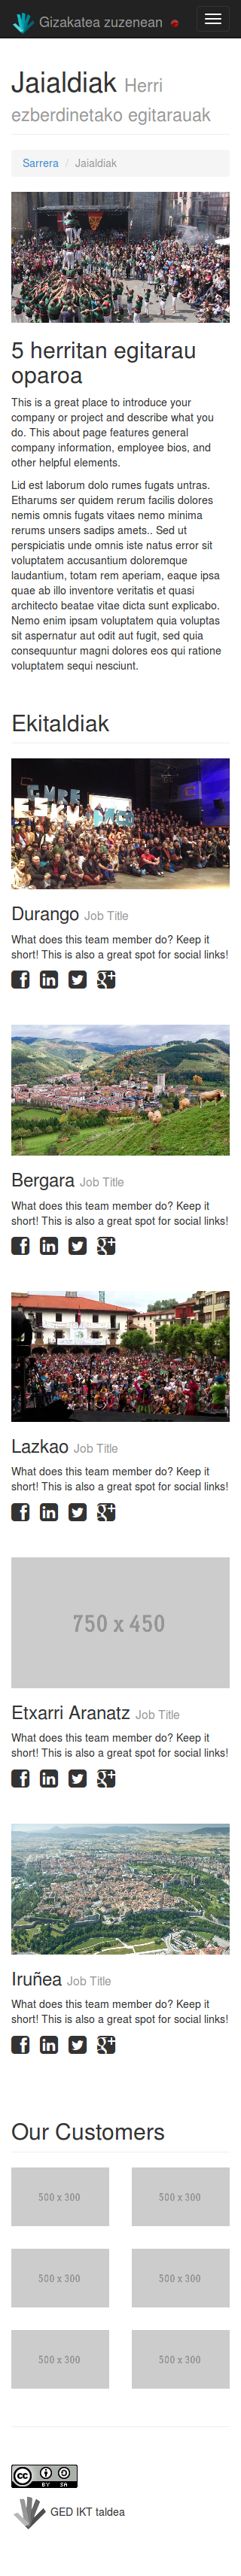 Gizakatea zuzenean
Jaialdiak Herri
ezberdinetako egitarauak
Sarrera / Jaialdiak
5 herritan egitarau
oparoa
This is a great place to introduce your
company or project and describe what you
do. This about page features general
company information, employee bios, and
other helpful elements.
Lid est laborum dolo rumes fugats untras.
Etharums ser quidem rerum facilis dolores
nemis omnis fugats vitaes nemo minima
rerums unsers sadips amets.. Sed ut
perspiciatis unde omnis iste natus error sit
voluptatem accusantium doloremque
laudantium, totam rem aperiam, eaque ipsa
quae ab illo inventore veritatis et quasi
architecto beatae vitae dicta sunt explicabo.
Nemo enim ipsam voluptatem quia voluptas
sit aspernatur aut odit aut fugit, sed quia
consequuntur magni dolores eos qui ratione
voluptatem sequi nesciunt.
Ekitaldiak
Durango Job Title
What does this team member do? Keep it
short! This is also a great spot for social links!
Bergara Job Title
What does this team member do? Keep it
short! This is also a great spot for social links!
Lazkao Job Title
What does this team member do? Keep it
short! This is also a great spot for social links!
750 x 450
Etxarri Aranatz Job Title
What does this team member do? Keep it
short! This is also a great spot for social links!
Iruñea Job Title
What does this team member do? Keep it
short! This is also a great spot for social links!
Our Customers
500 x 300 500 x 300
500 x 300 500 x 300
500 x 300 500 x 300
cc BY SA
GED IKT taldea